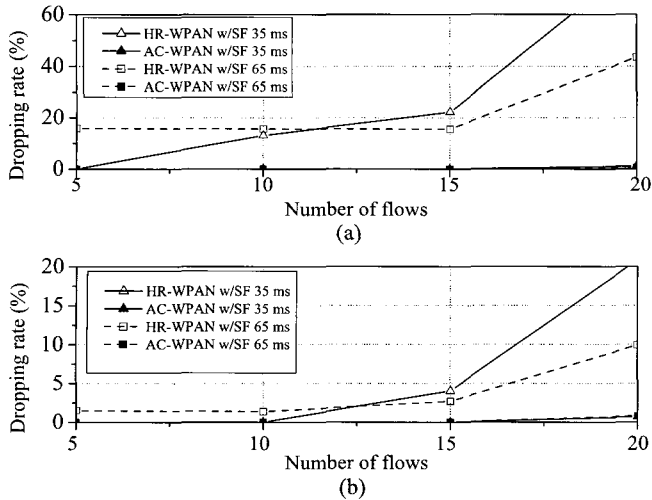 60
40
20
0
Dropping rate (%)
HR-WPAN w/SF 35 ms
AC-WPAN w/SF 35 ms
HR-WPAN w/SF 65 ms
AC-WPAN w/SF 65 ms
5
10
15
20
Number of flows
(a)
20
15
10
5
0
Dropping rate (%)
HR-WPAN w/SF 35 ms
AC-WPAN w/SF 35 ms
HR-WPAN w/SF 65 ms
AC-WPAN w/SF 65 ms
5
10
15
20
Number of flows
(b)